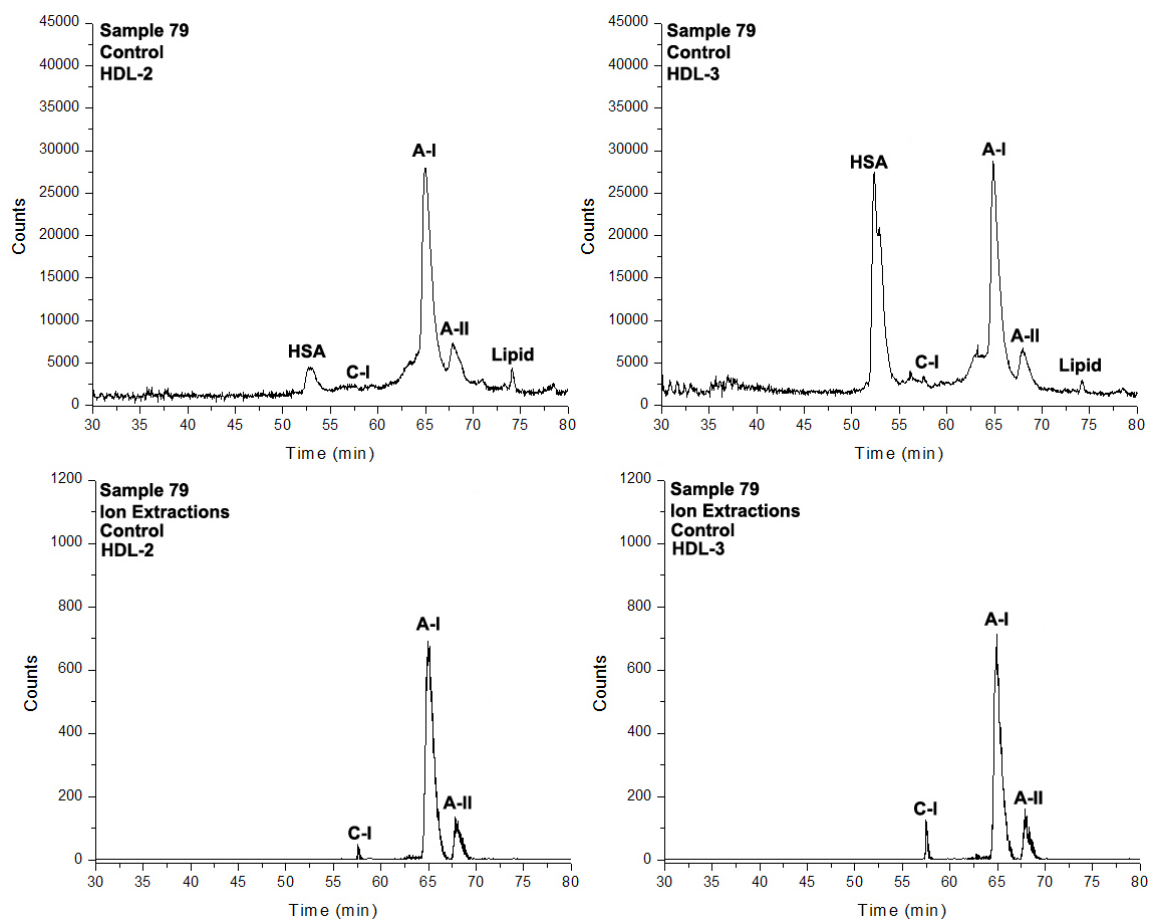 Sample 79
Control
HDL-2
45000
40000
35000
30000
25000
20000
15000
10000
5000
0
Counts
A-I
HSA
C-I
A-II
Lipid
30 35 40 45 50 55 60 65 70 75 80
Time (min)
Sample 79
Control
HDL-3
45000
40000
35000
30000
25000
20000
15000
10000
5000
0
Counts
HSA
A-I
C-I
A-II
Lipid
30 35 40 45 50 55 60 65 70 75 80
Time (min)
Sample 79
Ion Extractions
Control
HDL-2
1200
1000
800
600
400
200
0
Counts
A-I
A-II
C-I
30 35 40 45 50 55 60 65 70 75 80
Time (min)
Sample 79
Ion Extractions
Control
HDL-3
1200
1000
800
600
400
200
0
Counts
A-I
A-II
C-I
30 35 40 45 50 55 60 65 70 75 80
Time (min)